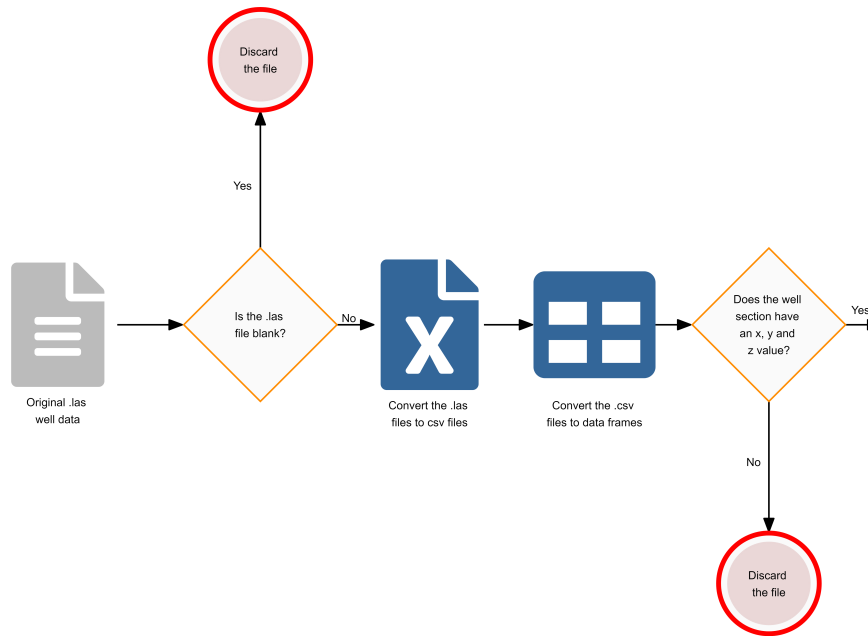 Discard
the file
Yes
Is the .las
file blank?
No
Original .las
well data
Convert the .las
files to csv files
Convert the .csv
files to data frames
Does the well
section have
an x, y and
z value?
Yes
No
Discard
the file